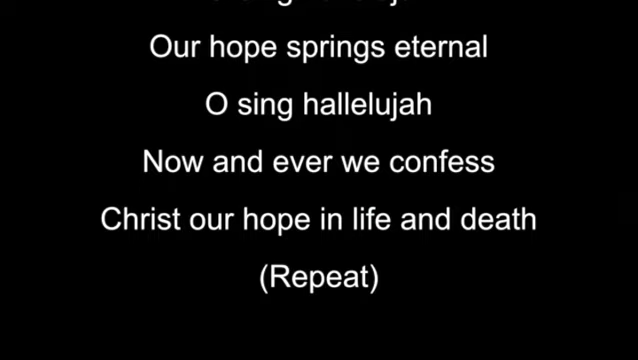 Our hope springs eternal
O sing hallelujah
Now and ever we confess
Christ our hope in life and death
(Repeat)